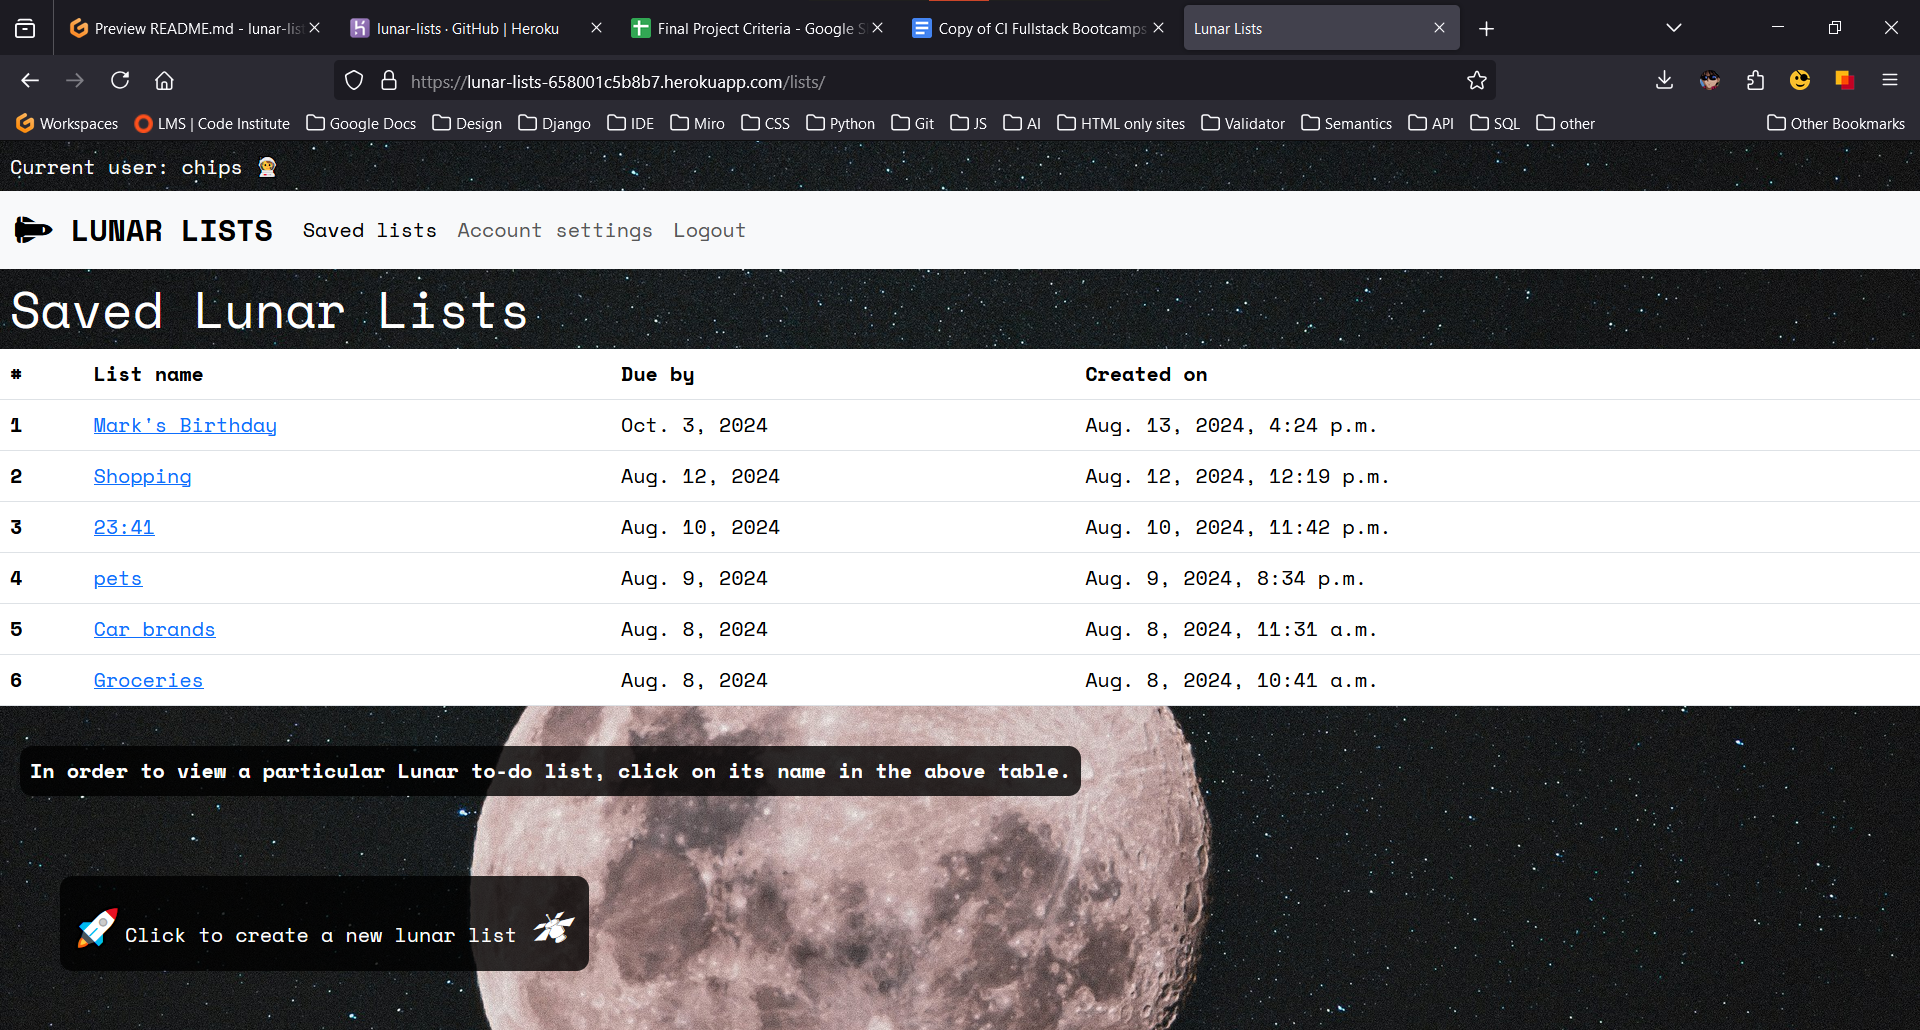 Preview README.md - lunar-lis
lunar-lists · GitHub | Heroku
Final Project Criteria - Google S
Copy of CI Fullstack Bootcamps
Lunar Lists
https://lunar-lists-658001c5b8b7.herokuapp.com/lists/
Workspaces LMS | Code Institute Google Docs Design Django IDE Miro CSS Python Git JS AI HTML only sites Validator Semantics API SQL other Other Bookmarks
Current user: chips 👨‍🚀
LUNAR LISTS Saved lists Account settings Logout
Saved Lunar Lists
# List name Due by Created on
1 Mark's Birthday Oct. 3, 2024 Aug. 13, 2024, 4:24 p.m.
2 Shopping Aug. 12, 2024 Aug. 12, 2024, 12:19 p.m.
3 23:41 Aug. 10, 2024 Aug. 10, 2024, 11:42 p.m.
4 pets Aug. 9, 2024 Aug. 9, 2024, 8:34 p.m.
5 Car brands Aug. 8, 2024 Aug. 8, 2024, 11:31 a.m.
6 Groceries Aug. 8, 2024 Aug. 8, 2024, 10:41 a.m.
In order to view a particular Lunar to-do list, click on its name in the above table.
🚀 Click to create a new lunar list 🛰